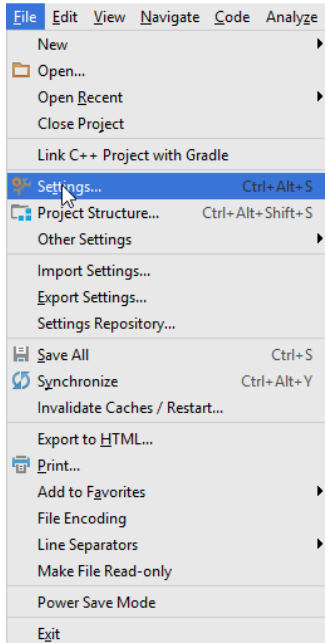 File Edit View Navigate Code Analyze
New
Open...
Open Recent
Close Project
Link C++ Project with Gradle
Settings... Ctrl+Alt+S
Project Structure... Ctrl+Alt+Shift+S
Other Settings
Import Settings...
Export Settings...
Settings Repository...
Save All Ctrl+S
Synchronize Ctrl+Alt+Y
Invalidate Caches / Restart...
Export to HTML...
Print...
Add to Favorites
File Encoding
Line Separators
Make File Read-only
Power Save Mode
Exit